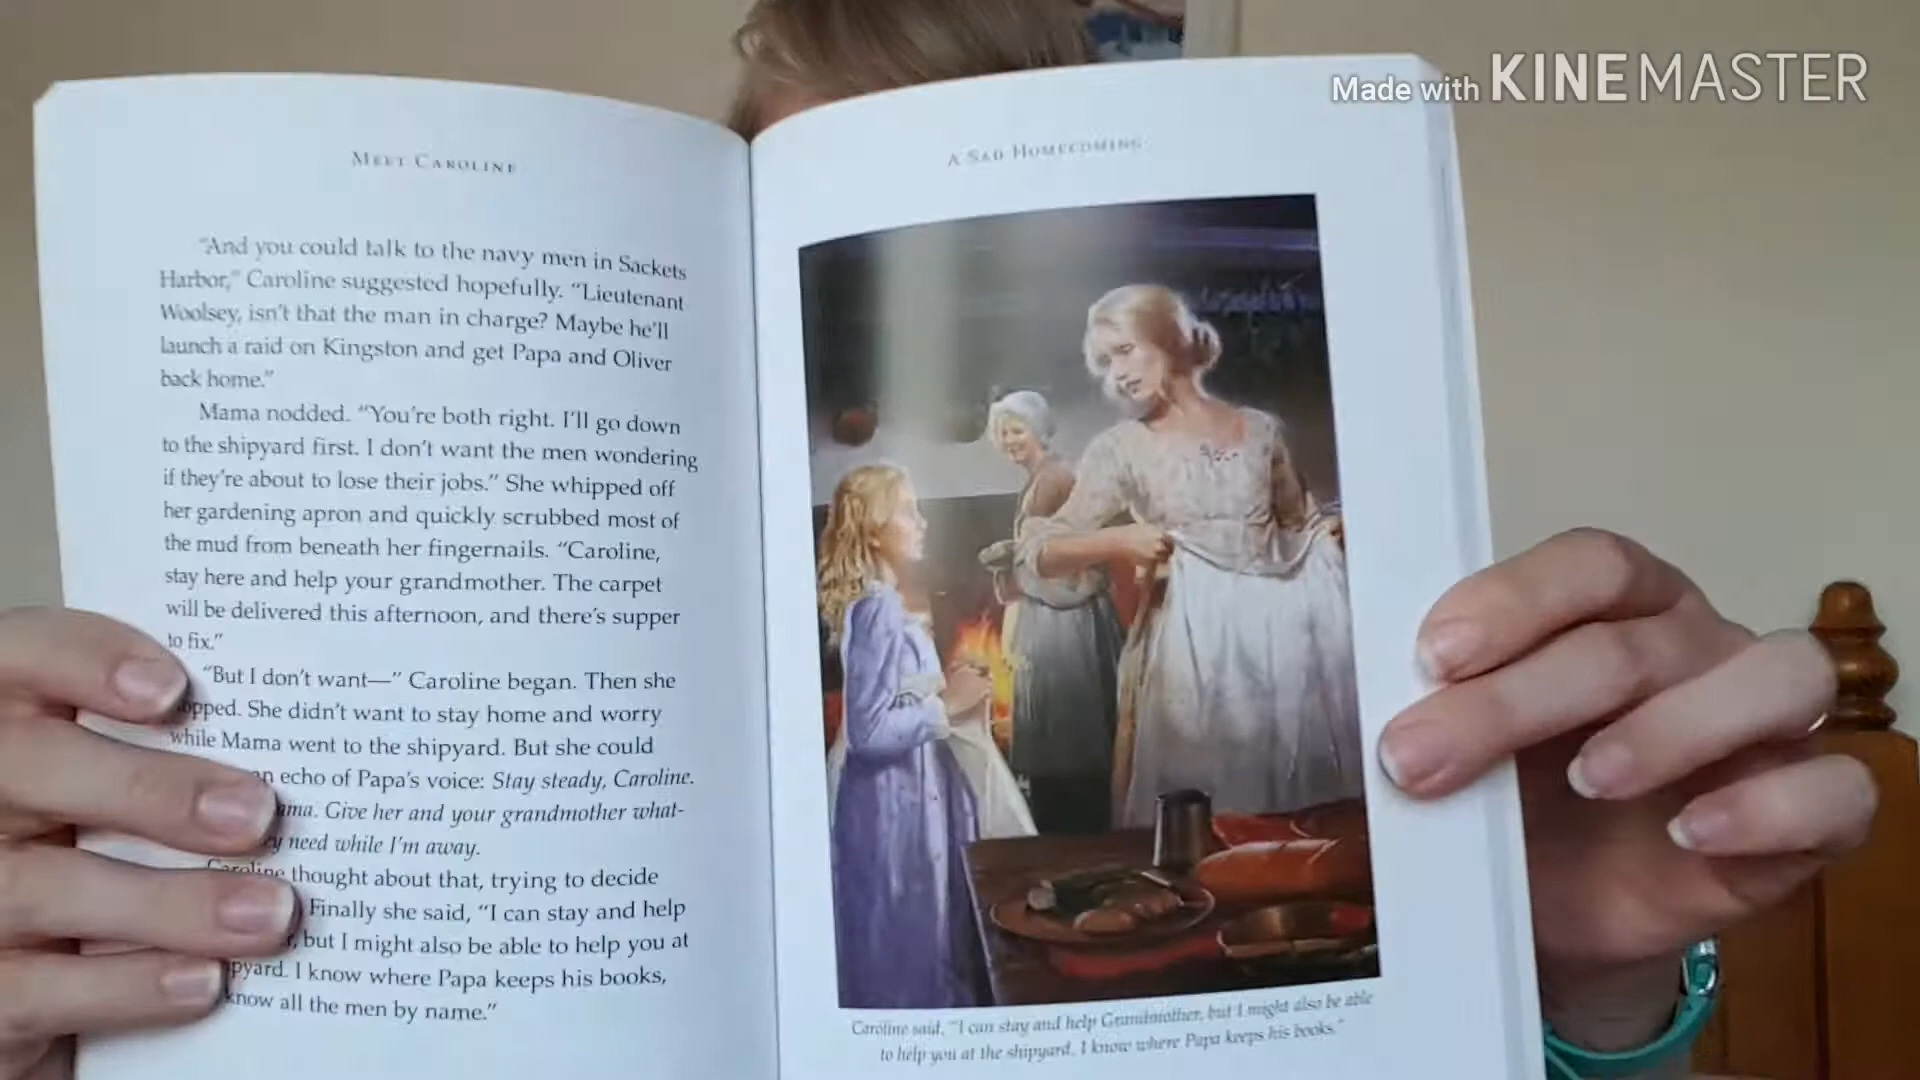 Made with KINEMASTER
MEET CAROLINE
"And you could talk to the navy men in Sackets
Harbor," Caroline suggested hopefully. "Lieutenant
Woolsey, isn't that the man in charge? Maybe he'll
launch a raid on Kingston and get Papa and Oliver
back home."
Mama nodded. "You're both right. I'll go down
to the shipyard first. I don't want the men wondering
if they're about to lose their jobs." She whipped off
her gardening apron and quickly scrubbed most of
the mud from beneath her fingernails. "Caroline,
stay here and help your grandmother. The carpet
will be delivered this afternoon, and there's supper
to fix."
"But I don't want—" Caroline began. Then she
She didn't want to stay home and worry
while Mama went to the shipyard. But she could
echo of Papa's voice: Stay steady, Caroline.
Give her and your grandmother what-
need while I'm away.
Caroline thought about that, trying to decide
Finally she said, "I can stay and help
but I might also be able to help you at
I know where Papa keeps his books,
know all the men by name."
A SAD HOMECOMING
Caroline said, "I can stay and help Grandmother, but I might also be able
to help you at the shipyard. I know where Papa keeps his books."